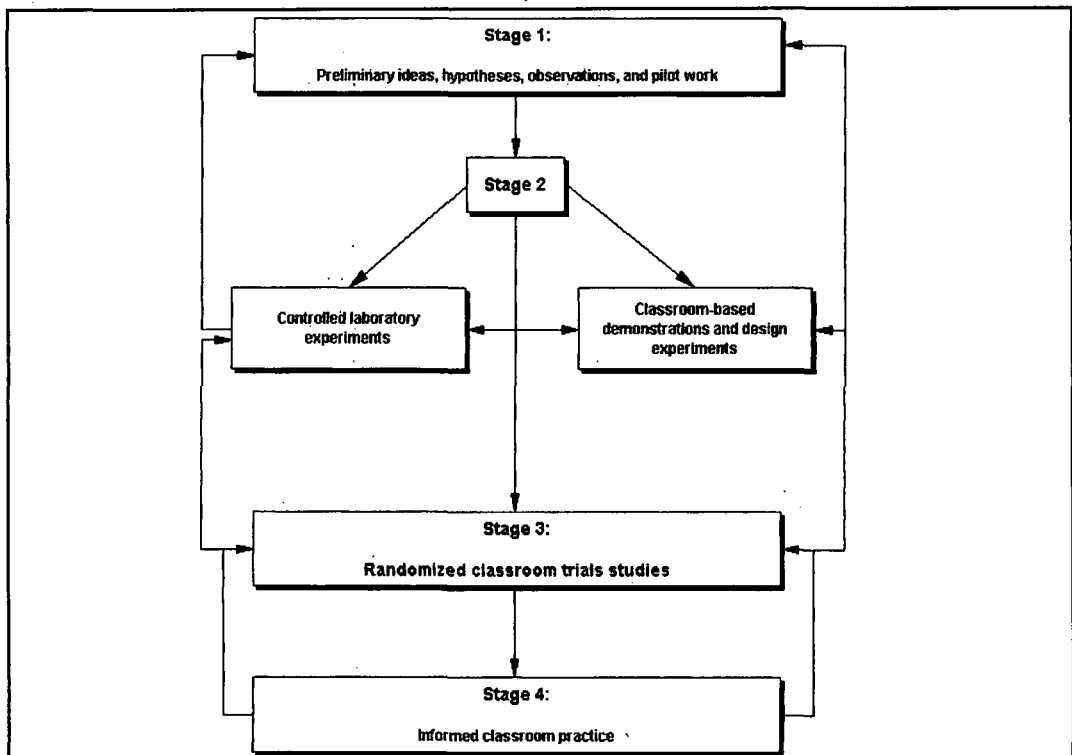 Stage 1:
Preliminary ideas, hypotheses, observations, and pilot work
Stage 2
Controlled laboratory
experiments
Classroom-based
demonstrations and design
experiments
Stage 3:
Randomized classroom trials studies
Stage 4:
Informed classroom practice